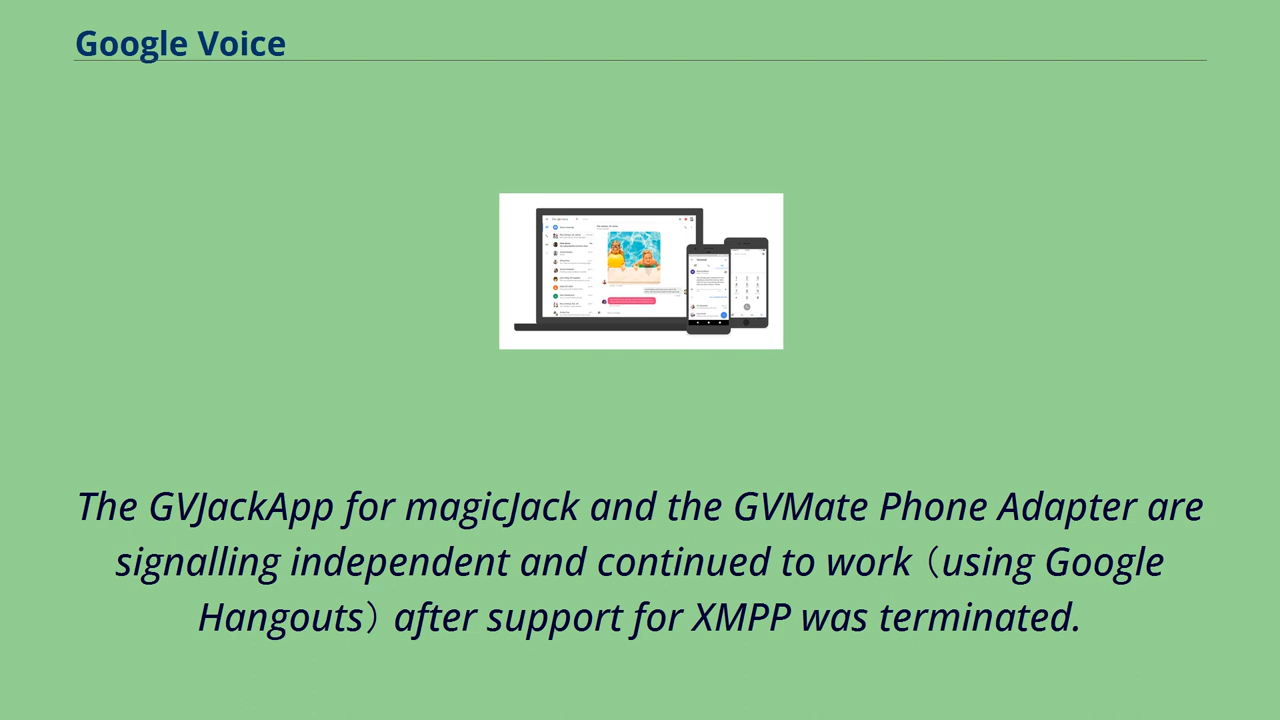 Google Voice
The GVJackApp for magicJack and the GVMate Phone Adapter are
signalling independent and continued to work（using Google
Hangouts）after support for XMPP was terminated.